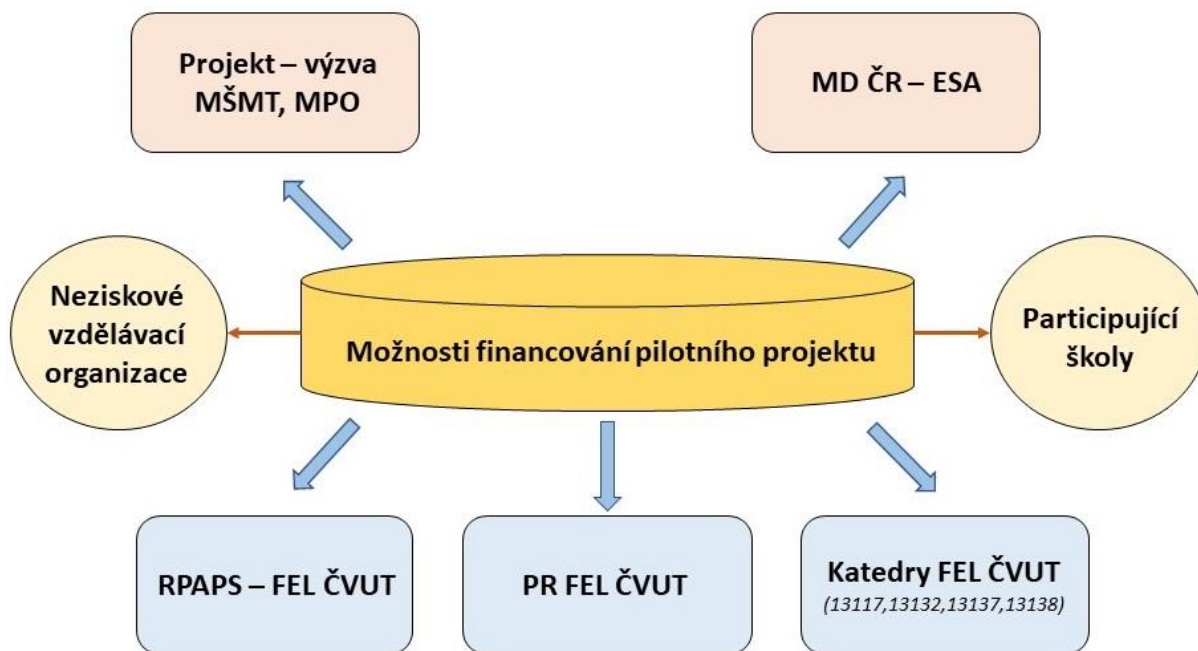 Projekt – výzva
MŠMT, MPO
MD ČR – ESA
Neziskové
vzdělávací
organizace
Možnosti financování pilotního projektu
Participující
školy
RPAPS – FEL ČVUT
PR FEL ČVUT
Katedry FEL ČVUT
(13117,13132,13137,13138)